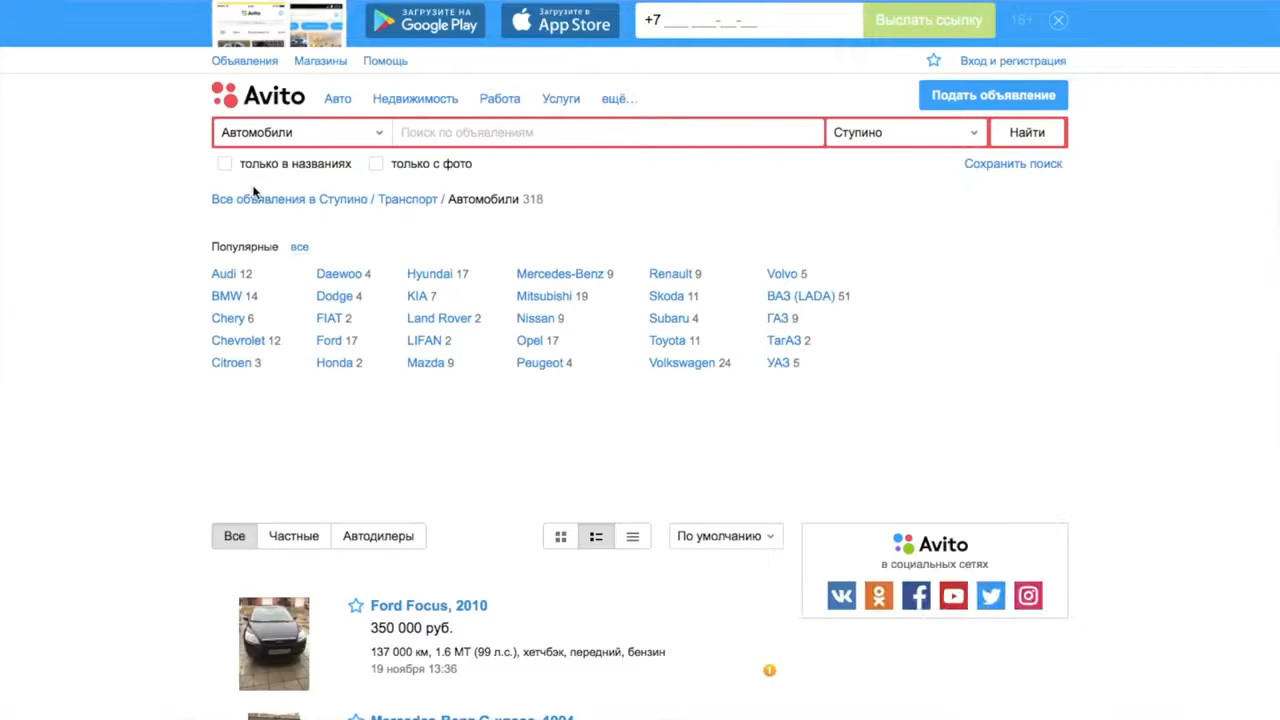 ЗАГРУЗИТЕ НА
Google Play
Загрузите в
App Store
+7 ___ ___-__-__
Выслать ссылку
18+
Объявления Магазины Помощь
Вход и регистрация
Avito Авто Недвижимость Работа Услуги ещё...
Подать объявление
Автомобили Поиск по объявлениям Ступино Найти
только в названиях только с фото Сохранить поиск
Все объявления в Ступино / Транспорт / Автомобили 318
Популярные все
Audi 12 Daewoo 4 Hyundai 17 Mercedes-Benz 9 Renault 9 Volvo 5
BMW 14 Dodge 4 KIA 7 Mitsubishi 19 Skoda 11 ВАЗ (LADA) 51
Chery 6 FIAT 2 Land Rover 2 Nissan 9 Subaru 4 ГАЗ 9
Chevrolet 12 Ford 17 LIFAN 2 Opel 17 Toyota 11 ТагАЗ 2
Citroen 3 Honda 2 Mazda 9 Peugeot 4 Volkswagen 24 УАЗ 5
Все Частные Автодилеры По умолчанию
Avito
в социальных сетях
Ford Focus, 2010
350 000 руб.
137 000 км, 1.6 MT (99 л.с.), хетчбэк, передний, бензин
19 ноября 13:36